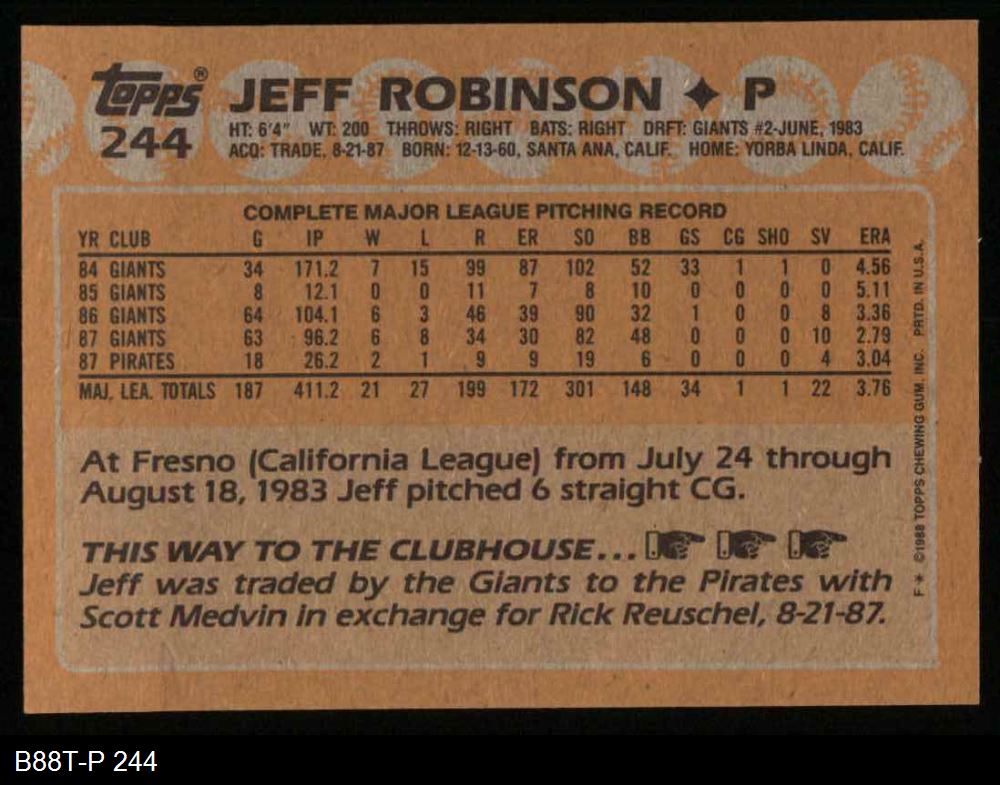 Topps® JEFF ROBINSON ✦ P
244 HT: 6'4" WT: 200 THROWS: RIGHT BATS: RIGHT DRFT: GIANTS #2-JUNE, 1983
ACQ: TRADE, 8-21-87 BORN: 12-13-60, SANTA ANA, CALIF. HOME: YORBA LINDA, CALIF.
COMPLETE MAJOR LEAGUE PITCHING RECORD
YR CLUB G IP W L R ER SO BB GS CG SHO SV ERA
84 GIANTS 34 171.2 7 15 99 87 102 52 33 1 1 0 4.56
85 GIANTS 8 12.1 0 0 11 7 8 10 0 0 0 0 5.11
86 GIANTS 64 104.1 6 3 46 39 90 32 1 0 0 8 3.36
87 GIANTS 63 96.2 6 8 34 30 82 48 0 0 0 10 2.79
87 PIRATES 18 26.2 2 1 9 9 19 6 0 0 0 4 3.04
MAJ. LEA. TOTALS 187 411.2 21 27 199 172 301 148 34 1 1 22 3.76
At Fresno (California League) from July 24 through
August 18, 1983 Jeff pitched 6 straight CG.
THIS WAY TO THE CLUBHOUSE...
Jeff was traded by the Giants to the Pirates with
Scott Medvin in exchange for Rick Reuschel, 8-21-87.
F* ©1988 TOPPS CHEWING GUM, INC. PRTD. IN U.S.A.
B88T-P 244